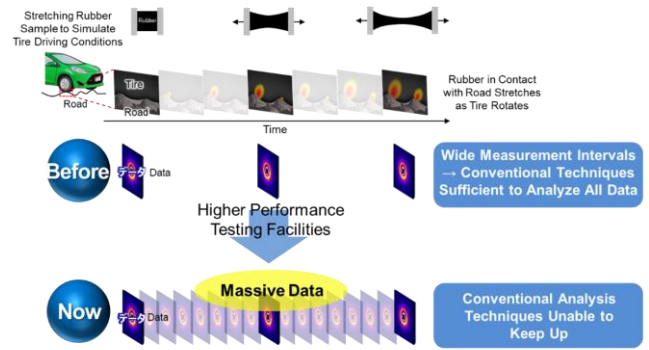 Stretching Rubber
Sample to Simulate
Tire Driving Conditions
Rubber
Tire
Road
Road
Rubber in Contact
with Road Stretches
as Tire Rotates
Time
Before
データ Data
Wide Measurement Intervals
→ Conventional Techniques
Sufficient to Analyze All Data
Higher Performance
Testing Facilities
Massive Data
Now
データ Data
Conventional Analysis
Techniques Unable to
Keep Up